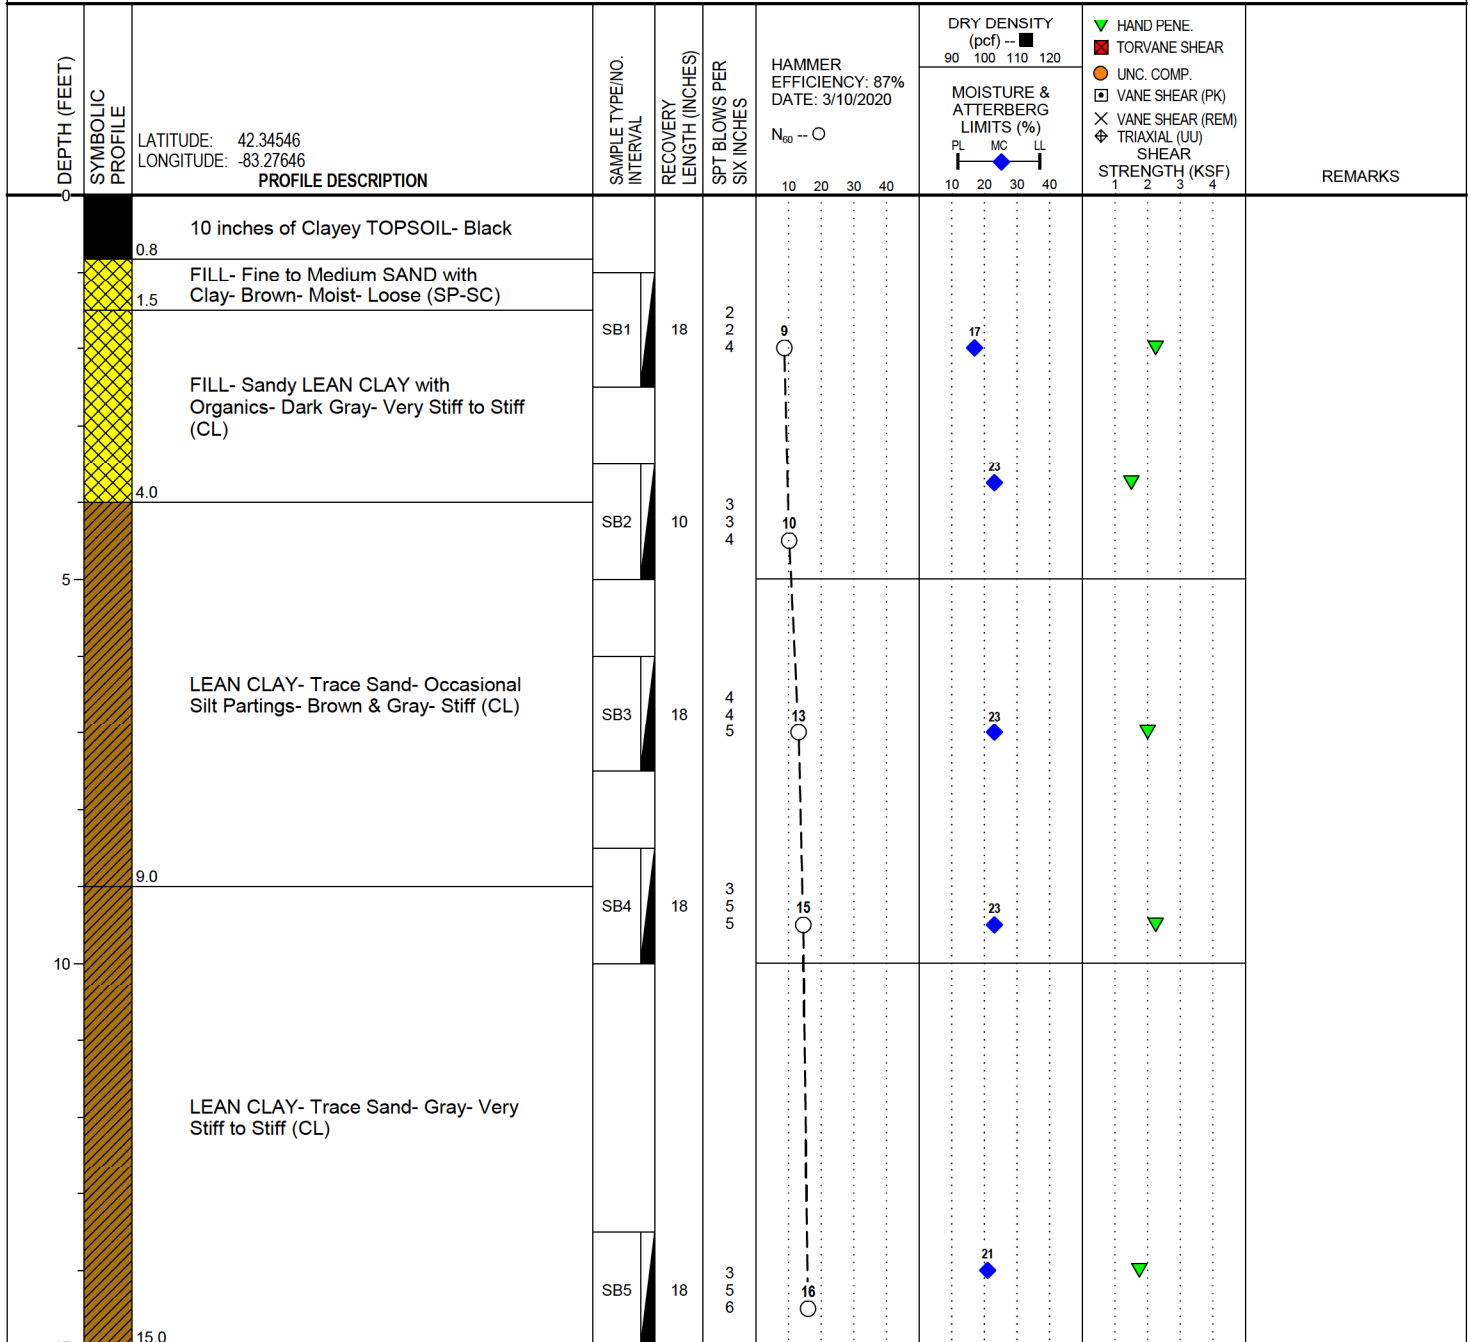 DEPTH (FEET)
SYMBOLIC
PROFILE
LATITUDE: 42.34546
LONGITUDE: -83.27646
PROFILE DESCRIPTION
SAMPLE TYPE/NO.
INTERVAL
RECOVERY
LENGTH (INCHES)
SPT BLOWS PER
SIX INCHES
HAMMER
EFFICIENCY: 87%
DATE: 3/10/2020
N60 --
10 20 30 40
DRY DENSITY
(pcf) --
90 100 110 120
MOISTURE &
ATTERBERG
LIMITS (%)
PL MC LL
10 20 30 40
HAND PENE.
TORVANE SHEAR
UNC. COMP.
VANE SHEAR (PK)
VANE SHEAR (REM)
TRIAXIAL (UU)
SHEAR
STRENGTH (KSF)
1 2 3 4
REMARKS
0
10 inches of Clayey TOPSOIL- Black
0.8
FILL- Fine to Medium SAND with
Clay- Brown- Moist- Loose (SP-SC)
1.5
SB1 18
2
2
4
9
17
FILL- Sandy LEAN CLAY with
Organics- Dark Gray- Very Stiff to Stiff
(CL)
4.0
SB2 10
3
3
4
10
23
5
LEAN CLAY- Trace Sand- Occasional
Silt Partings- Brown & Gray- Stiff (CL)
SB3 18
4
4
5
13
23
9.0
SB4 18
3
5
5
15
23
10
LEAN CLAY- Trace Sand- Gray- Very
Stiff to Stiff (CL)
SB5 18
3
5
6
16
21
15.0